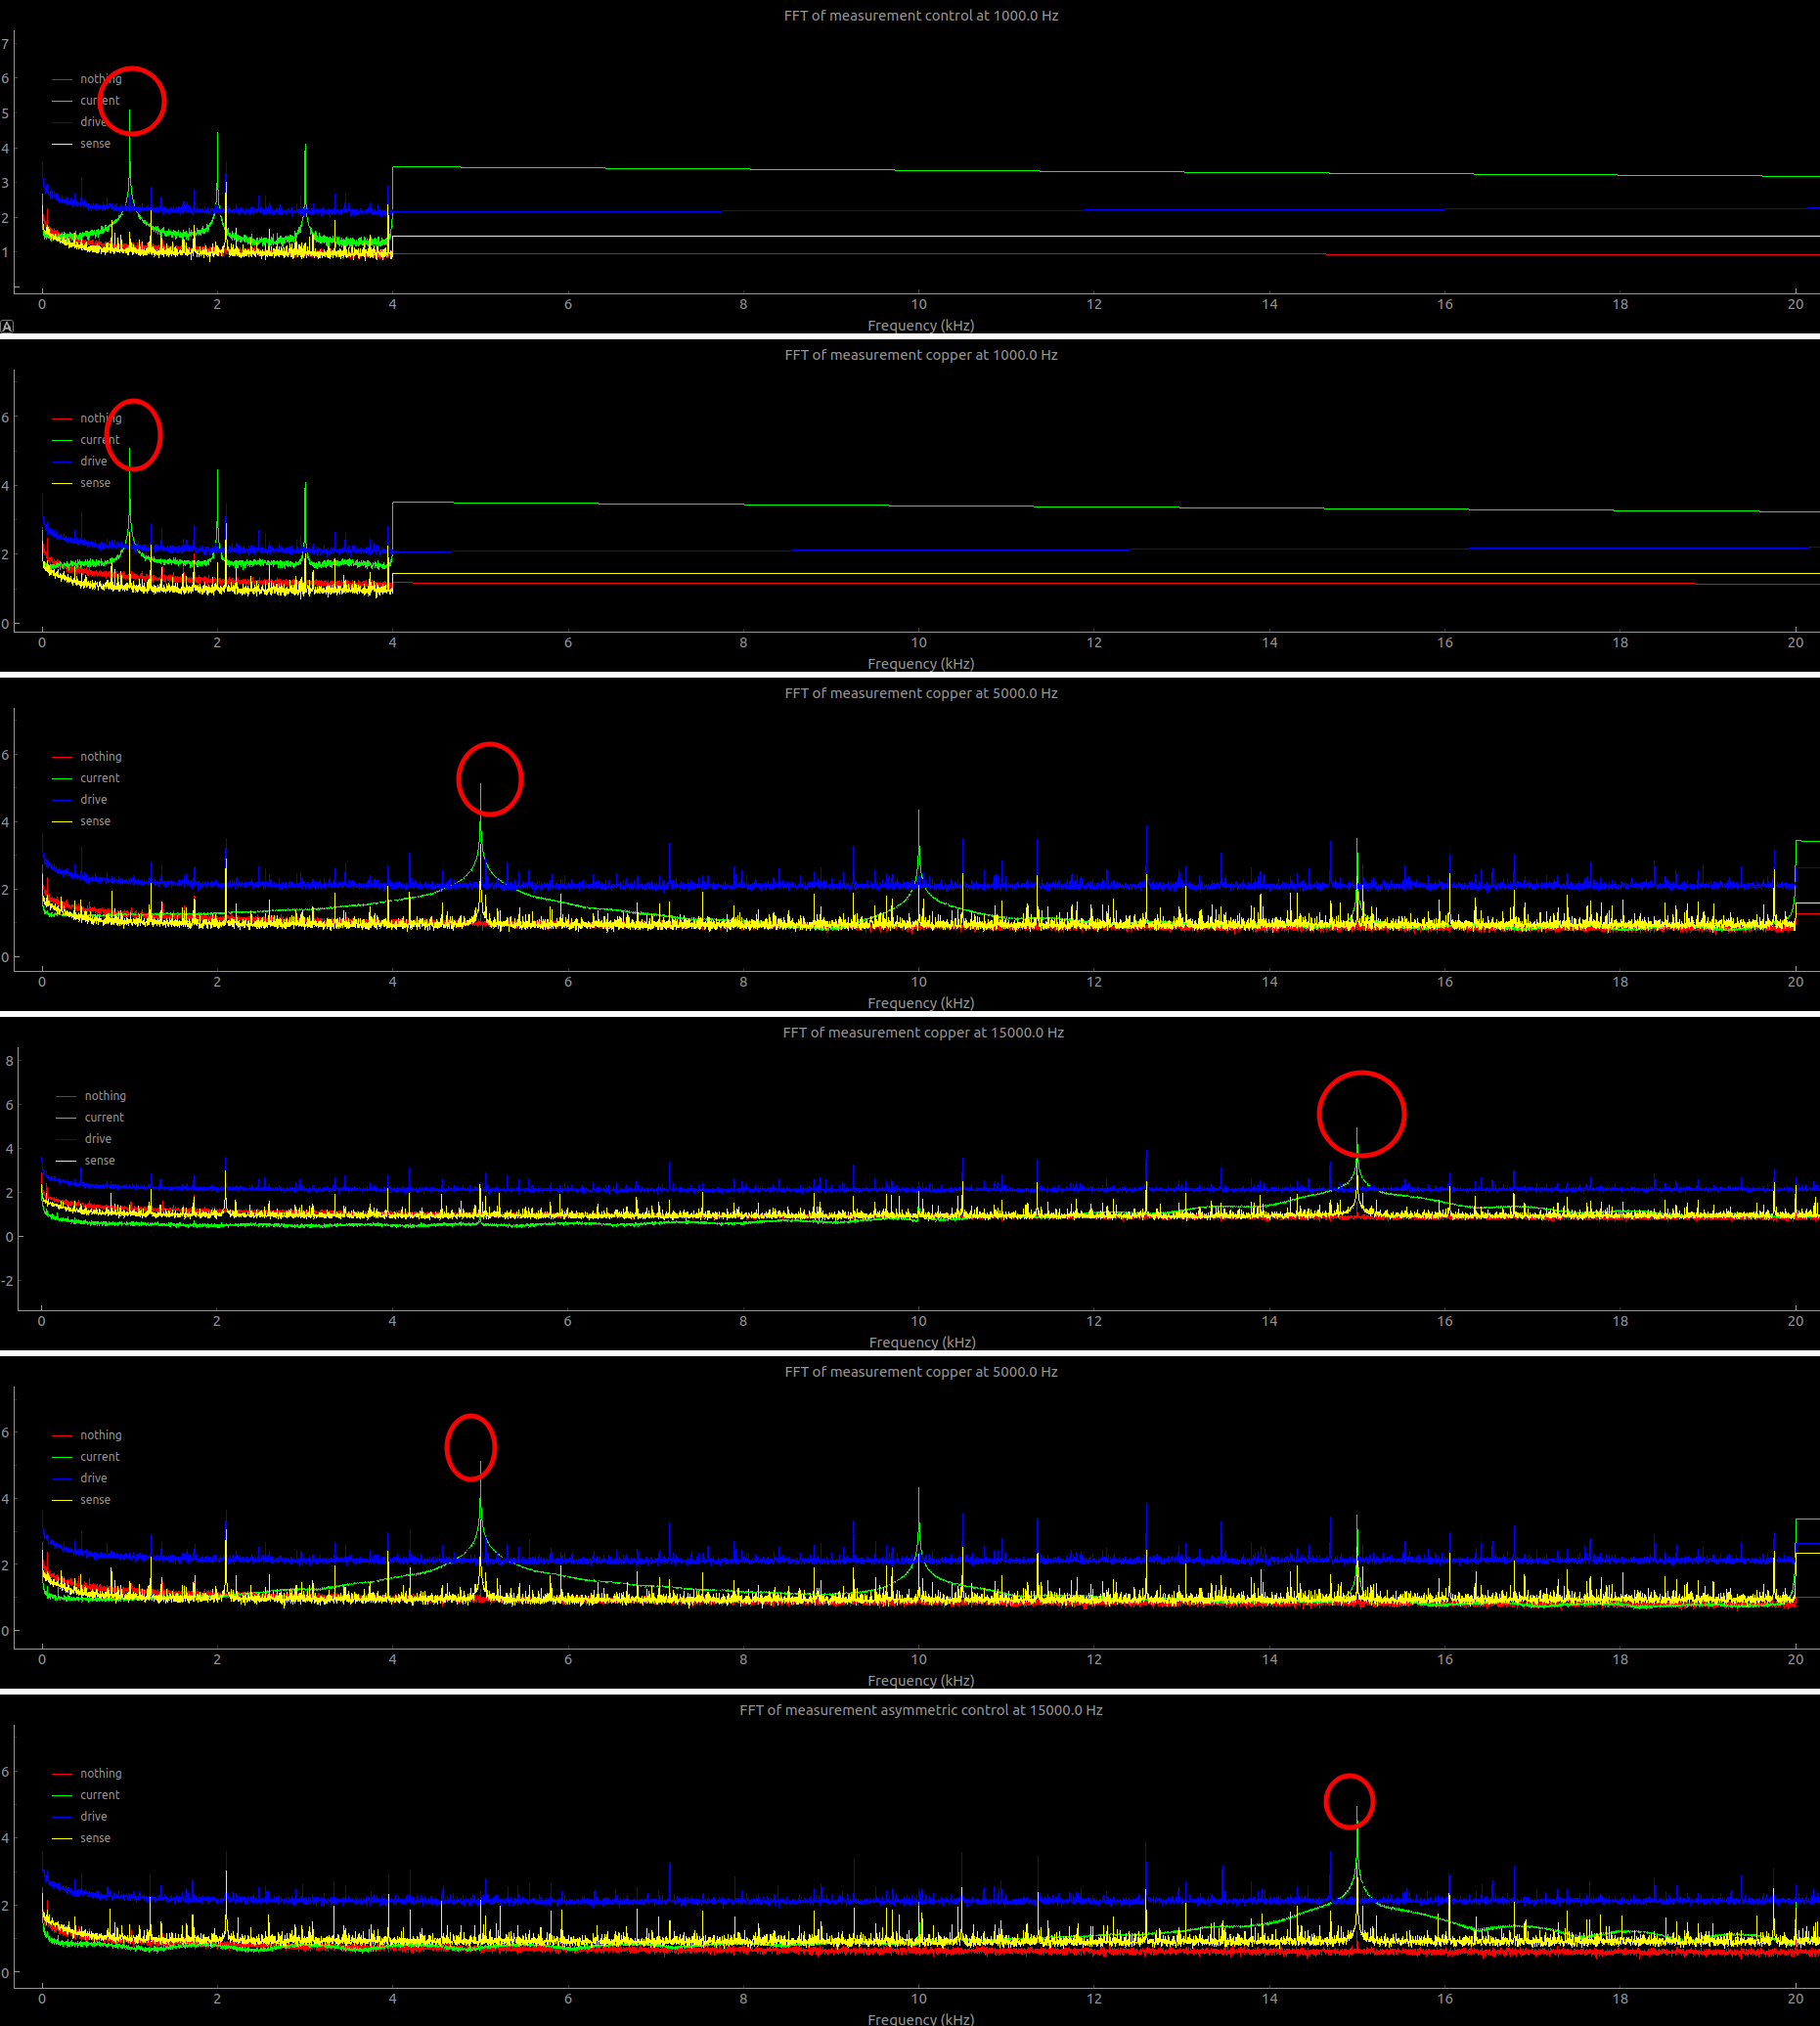 FFT of measurement control at 1000.0 Hz
7
6
5
4
3
2
1
nothing
current
drive
sense
0 2 4 6 8 10 12 14 16 18 20
A
Frequency (kHz)
FFT of measurement copper at 1000.0 Hz
6
4
2
0
nothing
current
drive
sense
0 2 4 6 8 10 12 14 16 18 20
Frequency (kHz)
FFT of measurement copper at 5000.0 Hz
6
4
2
0
nothing
current
drive
sense
0 2 4 6 8 10 12 14 16 18 20
Frequency (kHz)
FFT of measurement copper at 15000.0 Hz
8
6
4
2
0
-2
nothing
current
drive
sense
0 2 4 6 8 10 12 14 16 18 20
Frequency (kHz)
FFT of measurement copper at 5000.0 Hz
6
4
2
0
nothing
current
drive
sense
0 2 4 6 8 10 12 14 16 18 20
Frequency (kHz)
FFT of measurement asymmetric control at 15000.0 Hz
6
4
2
0
nothing
current
drive
sense
0 2 4 6 8 10 12 14 16 18 20
Frequency (kHz)